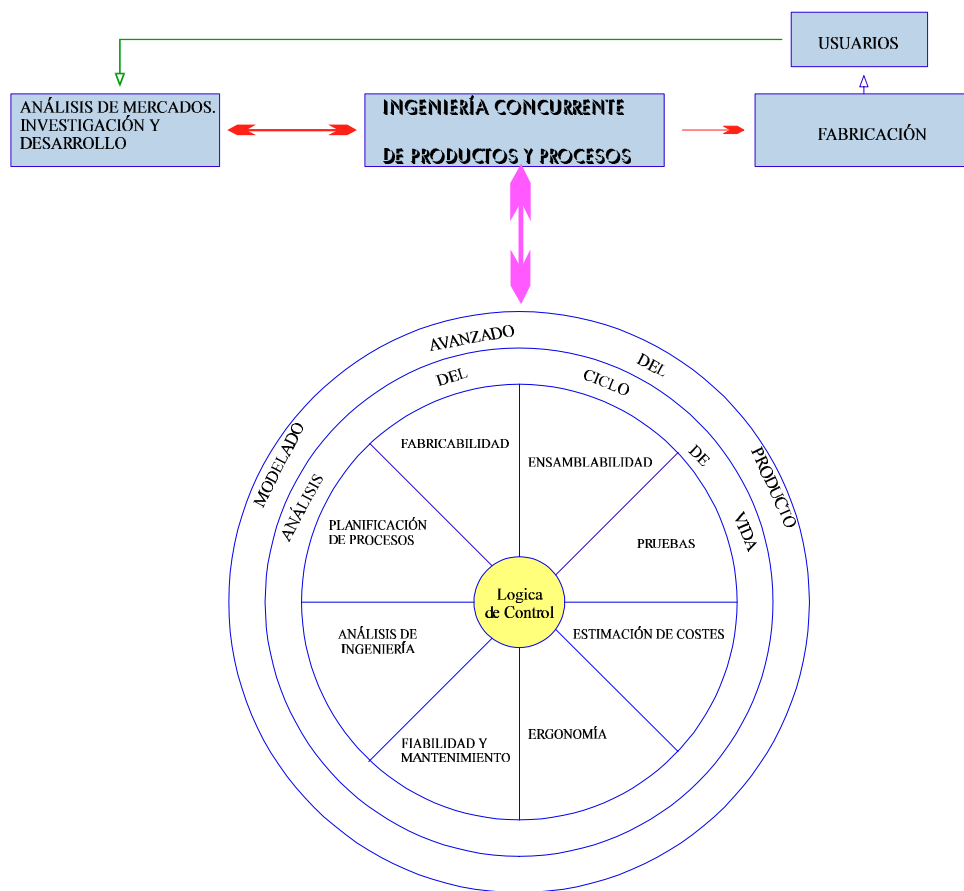 USUARIOS
ANÁLISIS DE MERCADOS.
INVESTIGACIÓN Y
DESARROLLO
INGENIERÍA CONCURRENTE
DE PRODUCTOS Y PROCESOS
FABRICACIÓN
MODELADO AVANZADO DEL PRODUCTO
ANÁLISIS DEL CICLO DE VIDA
FABRICABILIDAD
ENSAMBLABILIDAD
PLANIFICACIÓN
DE PROCESOS
PRUEBAS
Logica
de Control
ANÁLISIS DE
INGENIERÍA
ESTIMACIÓN DE COSTES
FIABILIDAD Y
MANTENIMIENTO
ERGONOMÍA